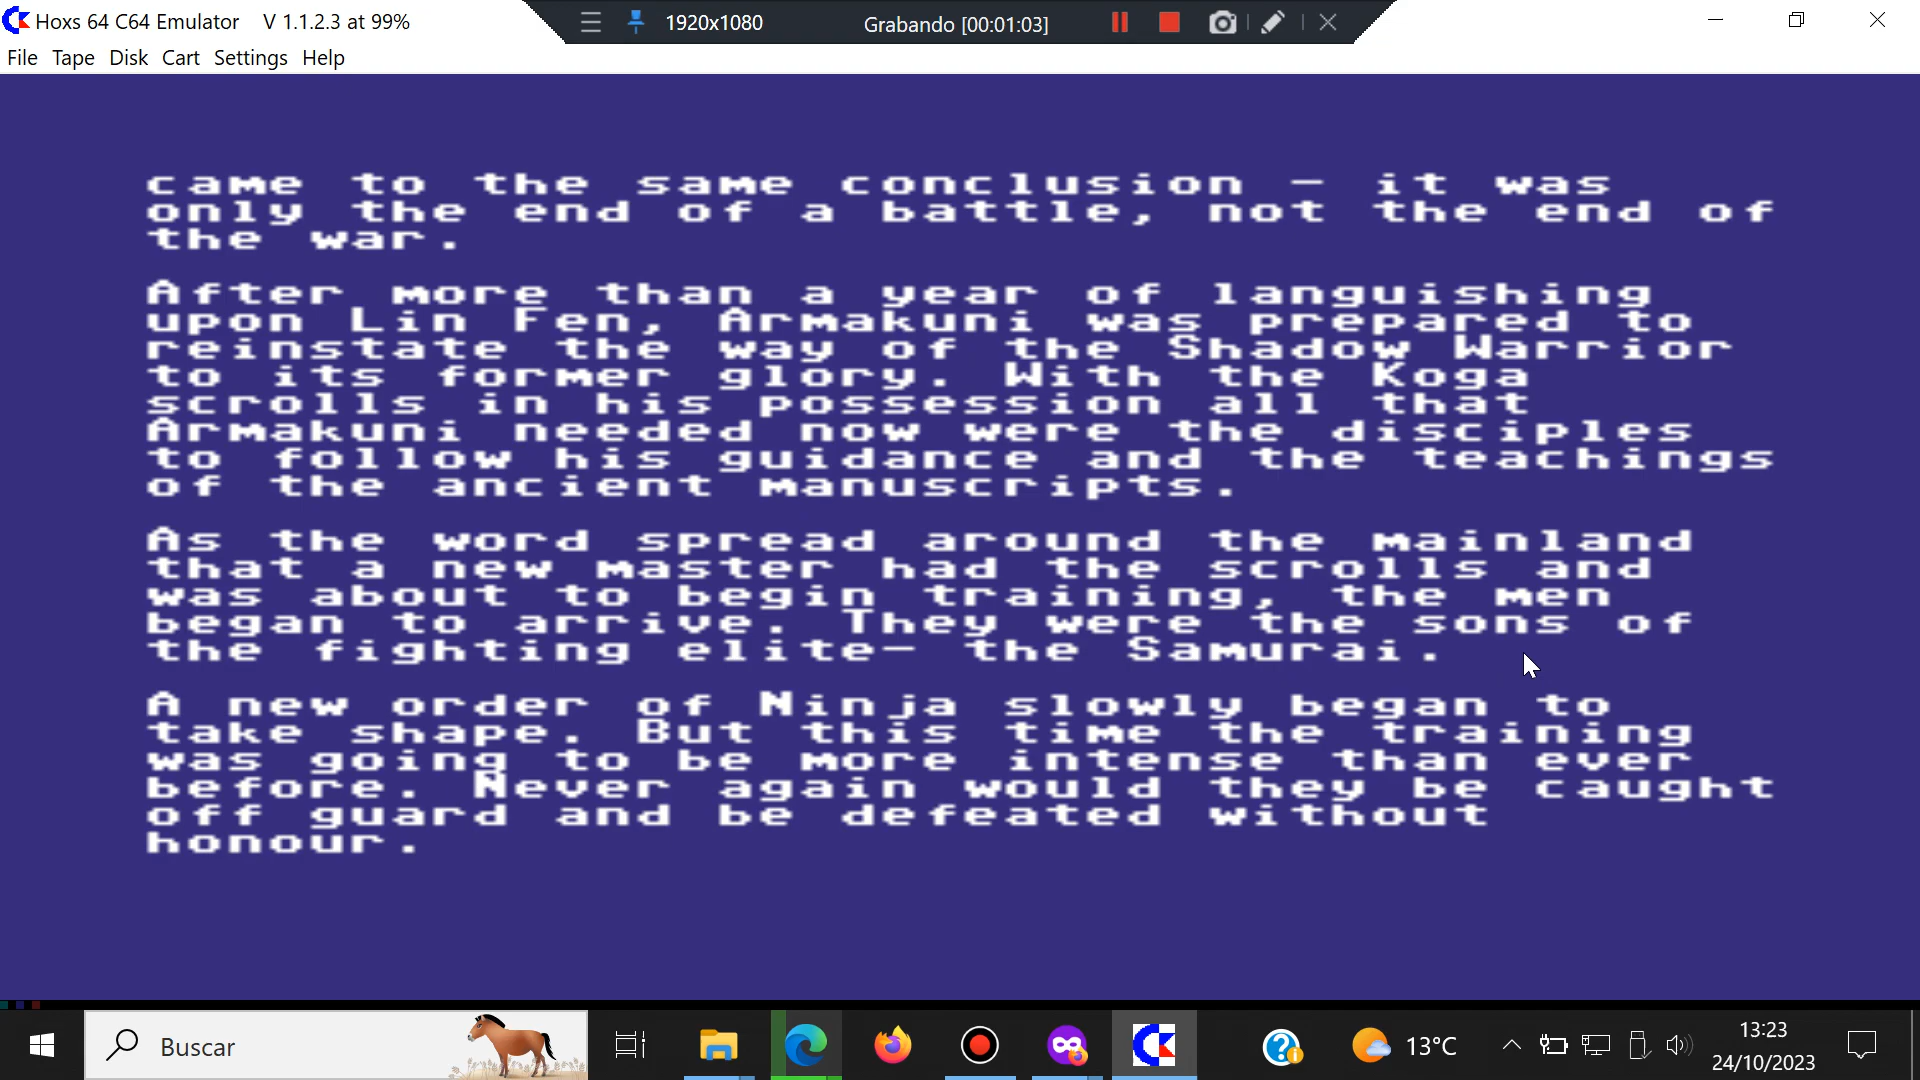 Hoxs 64 C64 Emulator V 1.1.2.3 at 99%
1920x1080
Grabando [00:01:03]
File Tape Disk Cart Settings Help
came to the same conclusion - it was
only the end of a battle, not the end of
the war.
After more than a year of languishing
upon Lin Fen, Armakuni was prepared to
reinstate the way of the Shadow Warrior
to its former glory. With the Koga
scrolls in his possession all that
Armakuni needed now were the disciples
to follow his guidance and the teachings
of the ancient manuscripts.
As the word spread around the mainland
that a new master had the scrolls and
was about to begin training, the men
began to arrive. They were the sons of
the fighting elite- the Samurai.
A new order of Ninja slowly began to
take shape. But this time the training
was going to be more intense than ever
before. Never again would they be caught
off guard and be defeated without
honour.
Buscar
13°C
13:23
24/10/2023